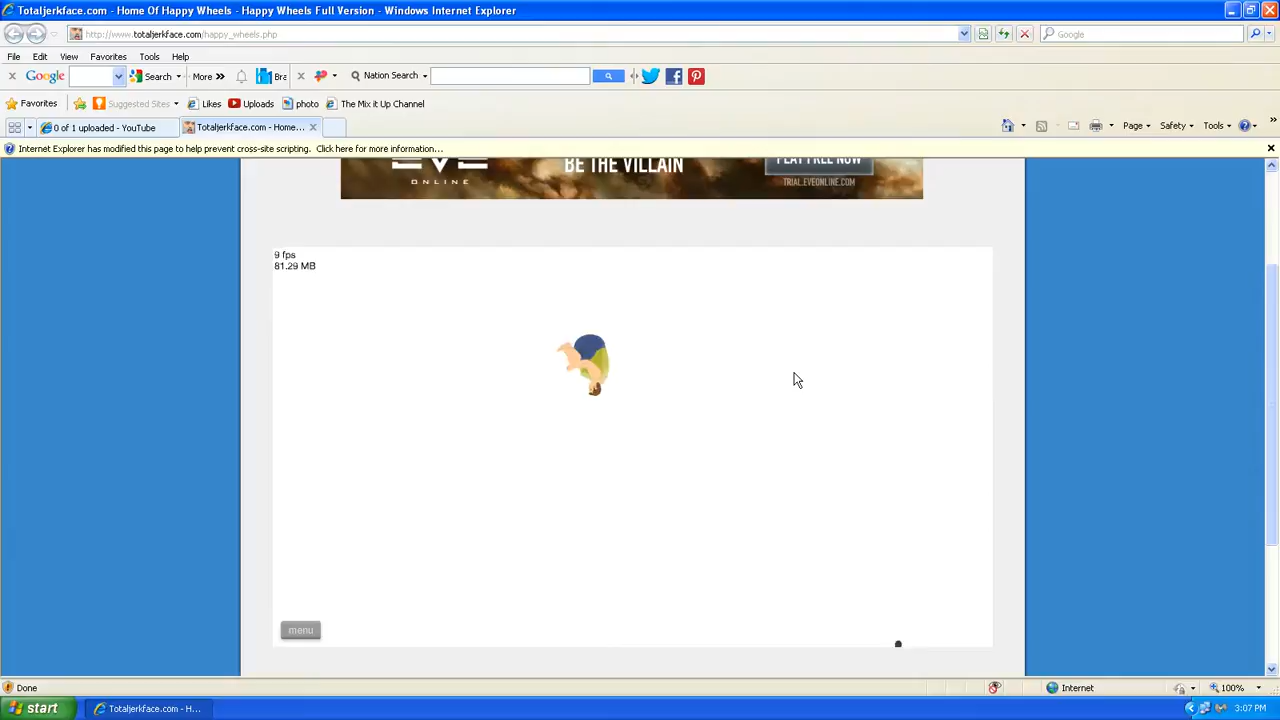 Totaljerkface.com - Home Of Happy Wheels - Happy Wheels Full Version - Windows Internet Explorer
http://www.totaljerkface.com/happy_wheels.php
Google
File Edit View Favorites Tools Help
Google Search More » Bra Nation Search
Favorites Suggested Sites Likes Uploads photo The Mix it Up Channel
0 of 1 uploaded - YouTube Totaljerkface.com - Home... Page Safety Tools
Internet Explorer has modified this page to help prevent cross-site scripting. Click here for more information...
EVE BE THE VILLAIN PLAY FREE NOW
ONLINE TRIAL.EVEONLINE.COM
9 fps
81.29 MB
menu
Done Internet 100%
start Totaljerkface.com - H... 3:07 PM